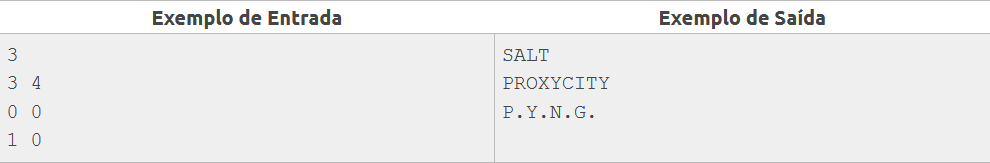 Exemplo de Entrada Exemplo de Saída
3 SALT
3 4 PROXYCITY
0 0 P.Y.N.G.
1 0